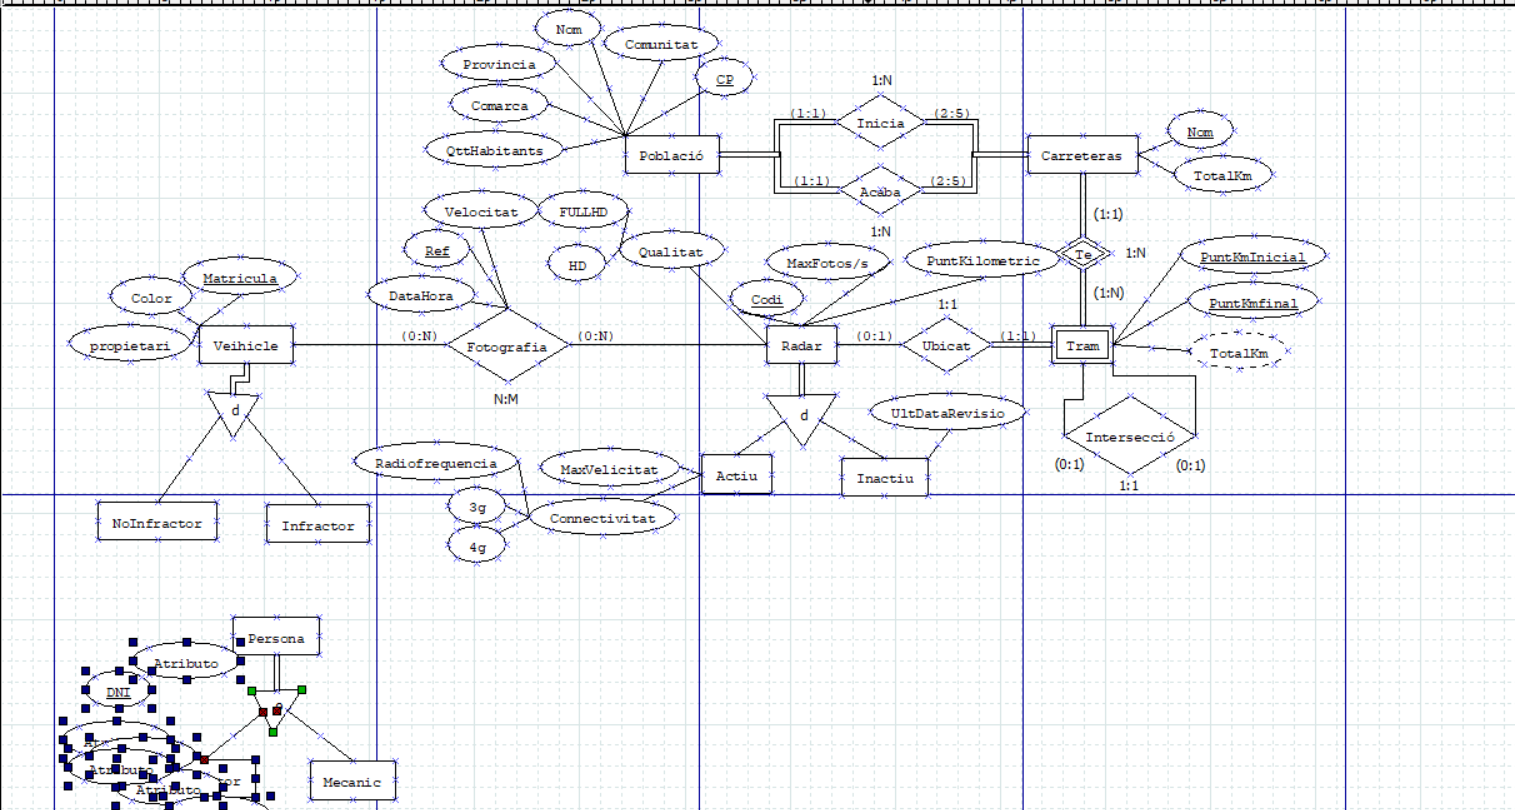 Nom
Comunitat
Provincia
CP
Comarca
QttHabitants
Població
1:N
(1:1)
Inicia
(2:5)
(1:1)
Acaba
(2:5)
1:N
Carreteras
Nom
TotalKm
(1:1)
Te
1:N
(1:N)
Velocitat
FULLHD
Ref
HD
Qualitat
DataHora
MaxFotos/s
PuntKilometric
Codi
PuntKmInicial
PuntKmfinal
TotalKm
Matricula
Color
propietari
Veihicle
(0:N)
Fotografia
(0:N)
N:M
Radar
(0:1)
1:1
Ubicat
(1:1)
Tram
d
d
UltDataRevisio
Intersecció
(0:1)
(0:1)
1:1
Radiofrequencia
MaxVelicitat
Actiu
Inactiu
3g
Connectivitat
4g
NoInfractor
Infractor
Persona
Atributo
DNI
At
Atributo
tor
Atributo
Mecanic